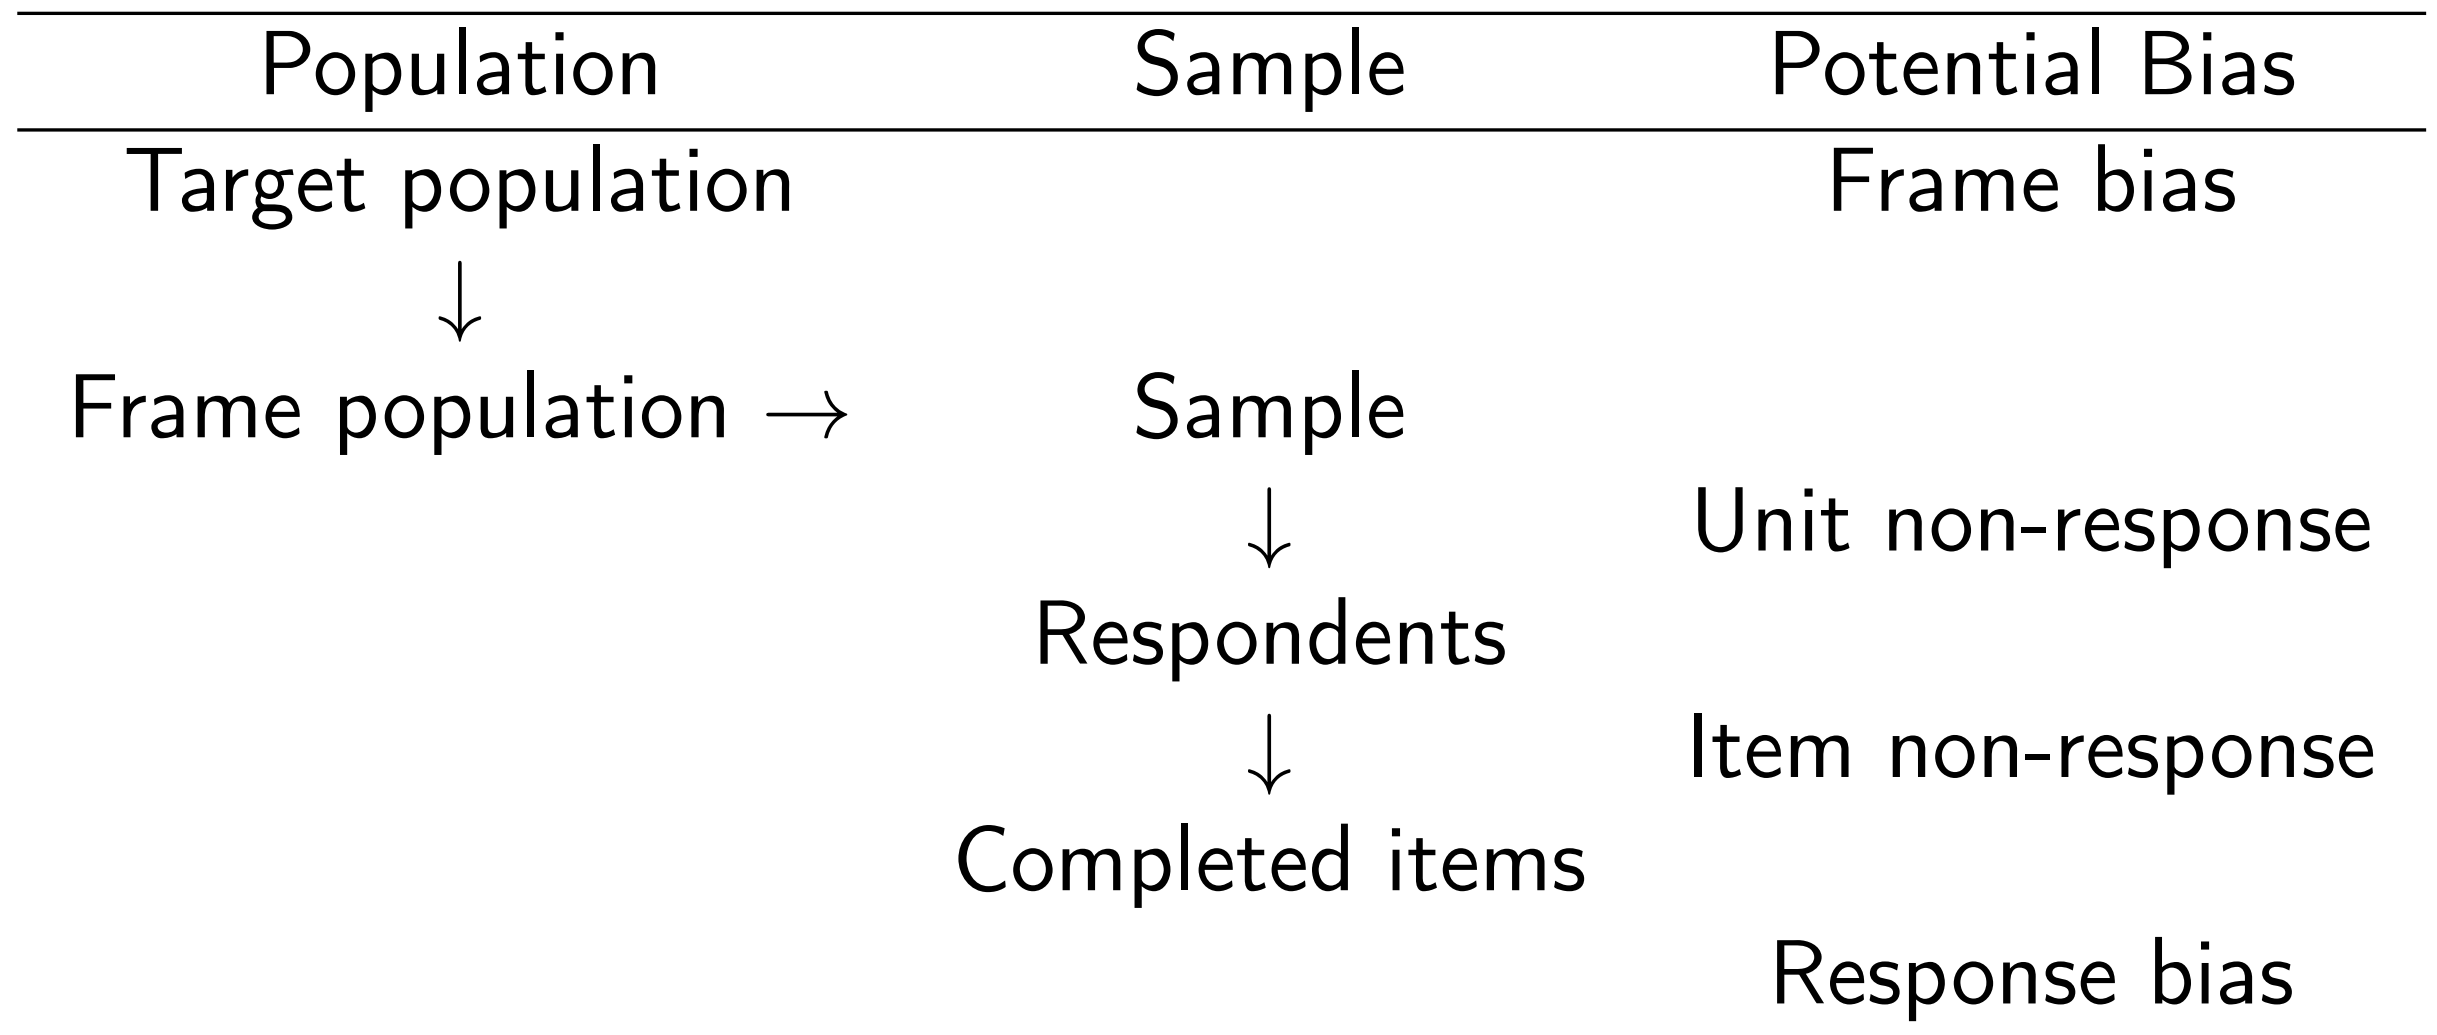 Population Sample Potential Bias
Target population Frame bias
↓
Frame population → Sample
↓ Unit non-response
Respondents
↓ Item non-response
Completed items
Response bias